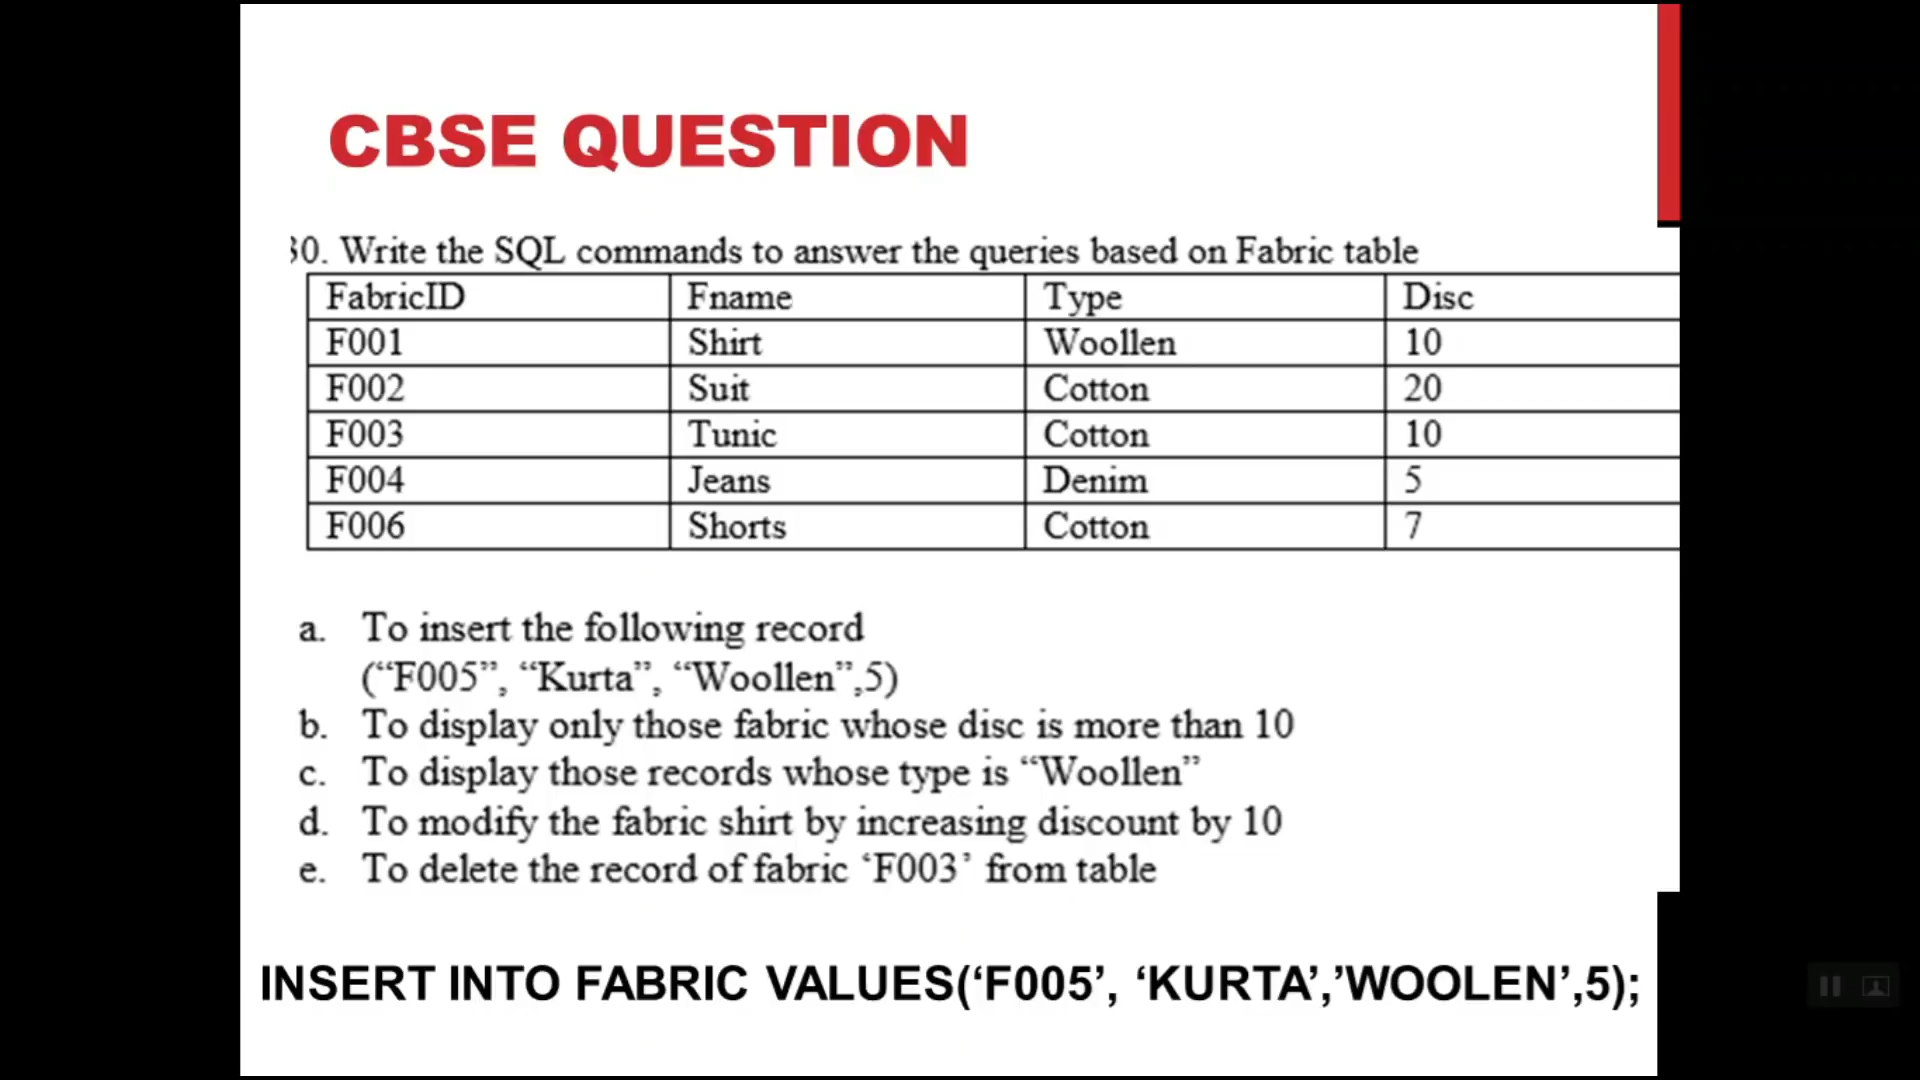 CBSE QUESTION
30. Write the SQL commands to answer the queries based on Fabric table
FabricID Fname Type Disc
F001 Shirt Woollen 10
F002 Suit Cotton 20
F003 Tunic Cotton 10
F004 Jeans Denim 5
F006 Shorts Cotton 7
a. To insert the following record
(“F005”, “Kurta”, “Woollen”,5)
b. To display only those fabric whose disc is more than 10
c. To display those records whose type is “Woollen”
d. To modify the fabric shirt by increasing discount by 10
e. To delete the record of fabric ‘F003’ from table
INSERT INTO FABRIC VALUES(‘F005’, ‘KURTA’,’WOOLEN’,5);